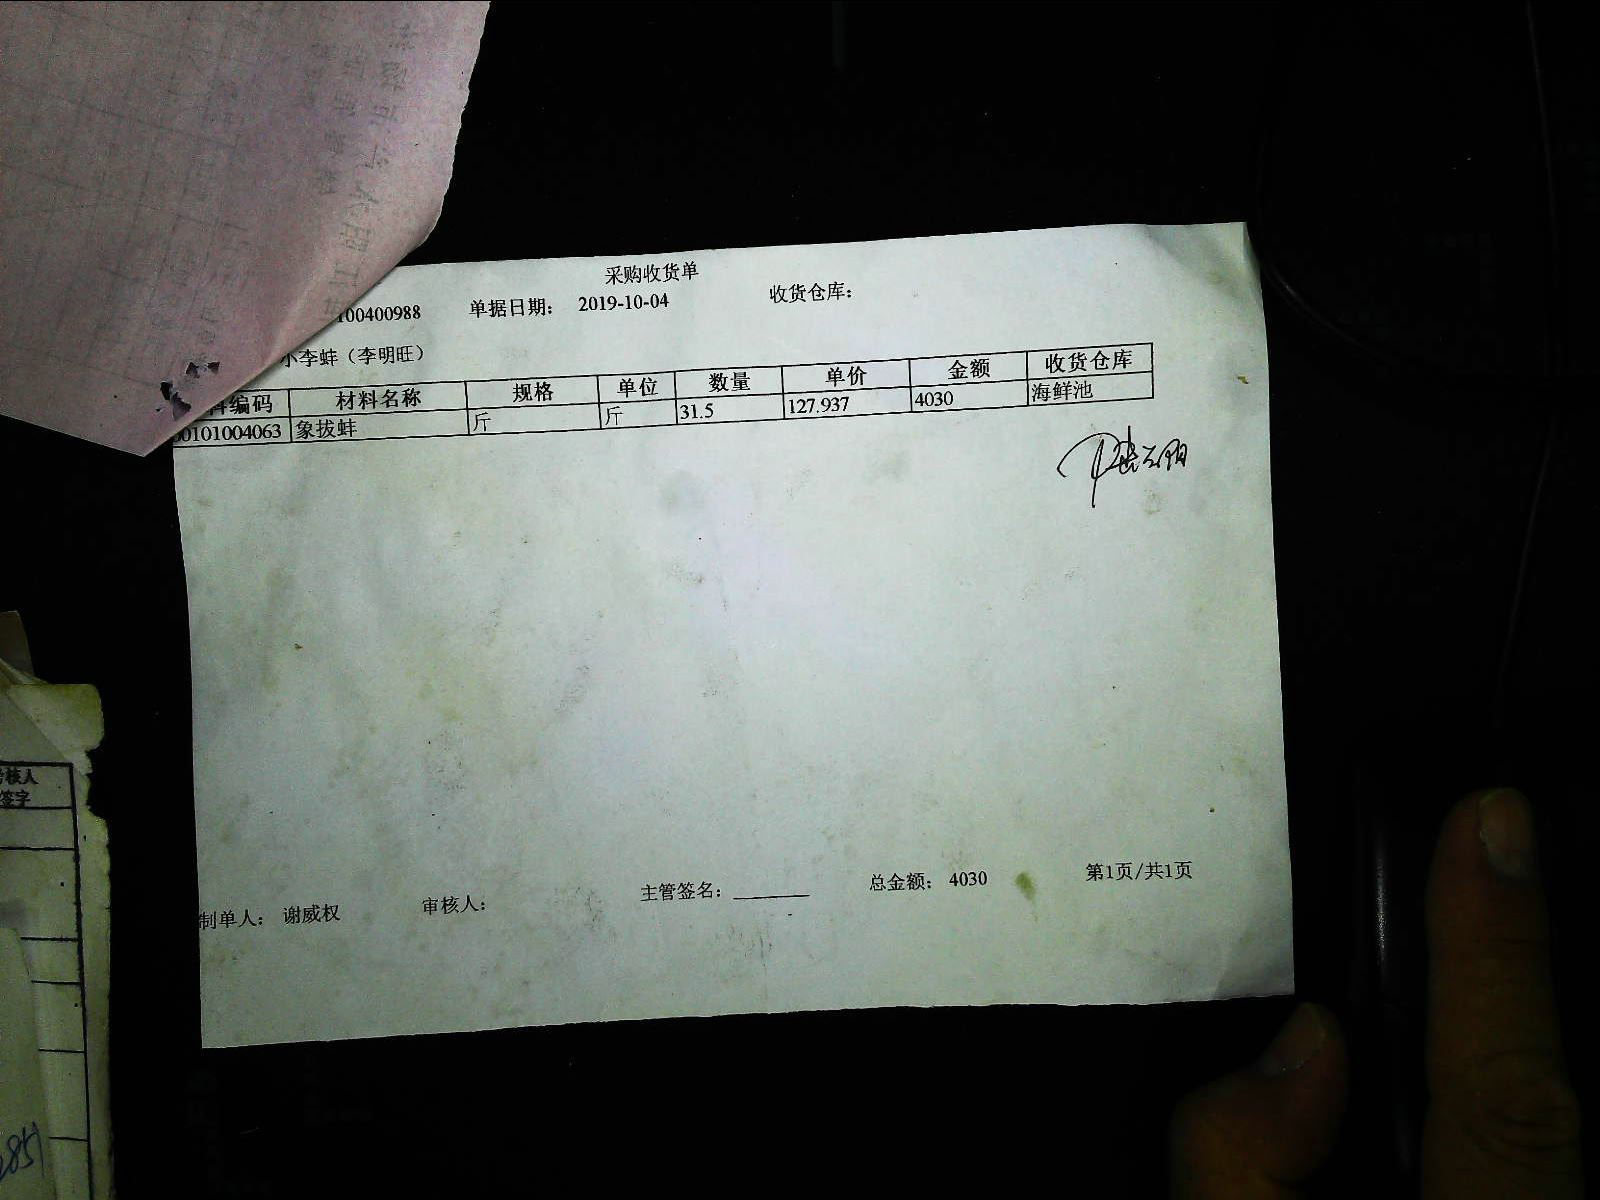 采购收货单
100400988 单据日期： 2019-10-04 收货仓库：
小李蚌（李明旺）
编码 材料名称 规格 单位 数量 单价 金额 收货仓库
00101004063 象拔蚌 斤 斤 31.5 127.937 4030 海鲜池
制单人： 谢威权 审核人： 主管签名： 总金额： 4030 第1页/共1页
核人
签字